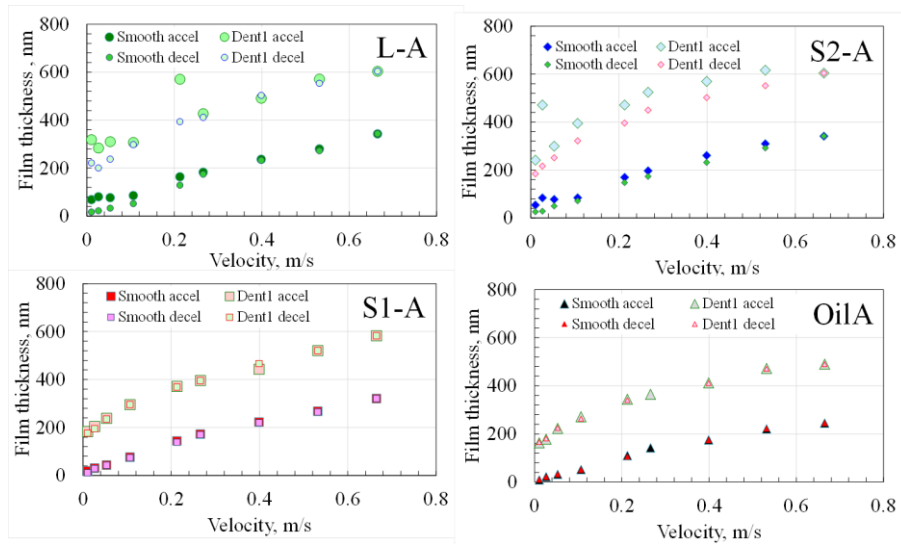 800
600
400
200
0
Film thickness , nm
Smooth accel
Dent1 accel
Smooth decel
Dent1 decel
L-A
0
0.2
0.4
0.6
0.8
Velocity, m/s
800
600
400
200
0
Film thickness, nm
Smooth accel
Dent1 accel
Smooth decel
Dent1 decel
S2-A
0
0.2
0.4
0.6
0.8
Velocity, m/s
800
600
400
200
0
Film thickness, nm
Smooth accel
Dent1 accel
Smooth decel
Dent1 decel
S1-A
0
0.2
0.4
0.6
0.8
Velocity, m/s
800
600
400
200
0
Film thickness, nm
Smooth accel
Dent1 accel
Smooth decel
Dent1 decel
OilA
0
0.2
0.4
0.6
0.8
Velocity, m/s